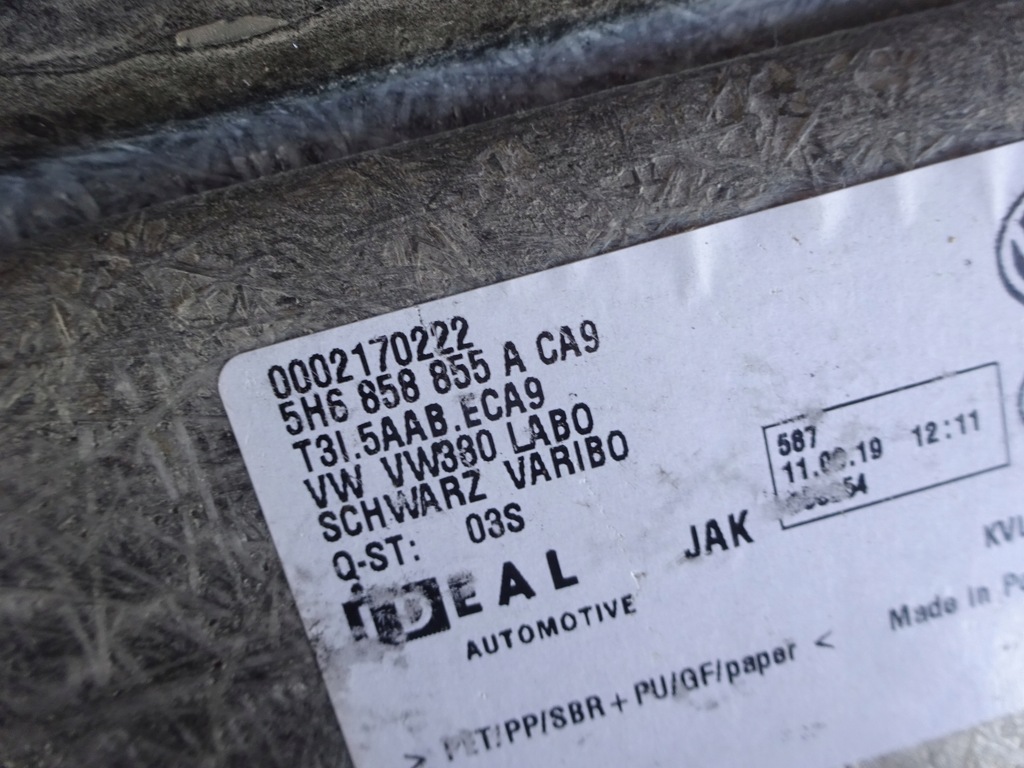 0002170222
5H6 858 855 A CA9
T3I.5AAB.ECA9
VW VW380 LABO
SCHWARZ VARIBO
Q-ST: 03S
587
12:11
JAK
IDEAL
AUTOMOTIVE
Made in
> PET/PP/SBR + PU/GF/paper <